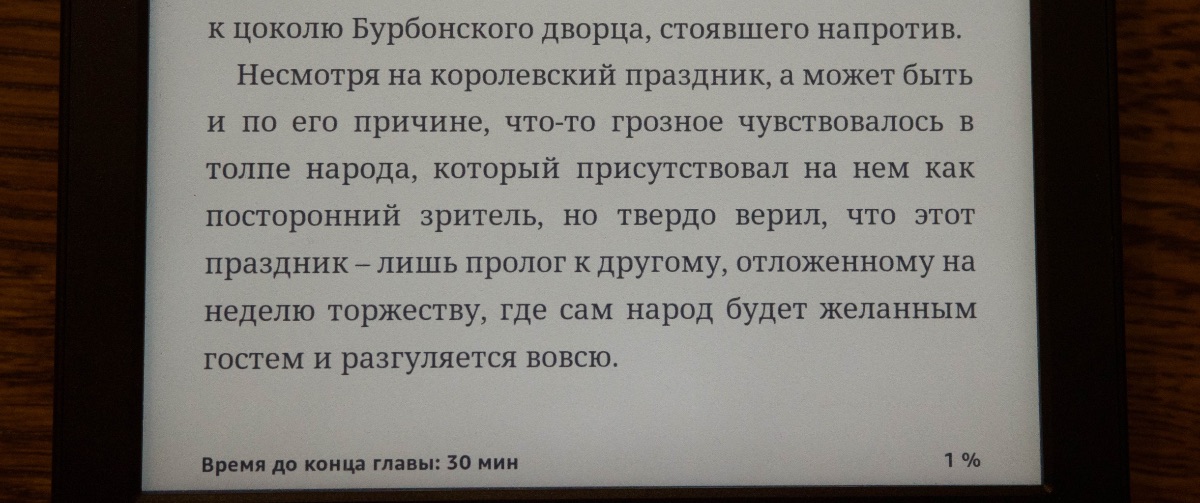 к цоколю Бурбонского дворца, стоявшего напротив.
Несмотря на королевский праздник, а может быть
и по его причине, что-то грозное чувствовалось в
толпе народа, который присутствовал на нем как
посторонний зритель, но твердо верил, что этот
праздник – лишь пролог к другому, отложенному на
неделю торжеству, где сам народ будет желанным
гостем и разгуляется вовсю.
Время до конца главы: 30 мин
1 %